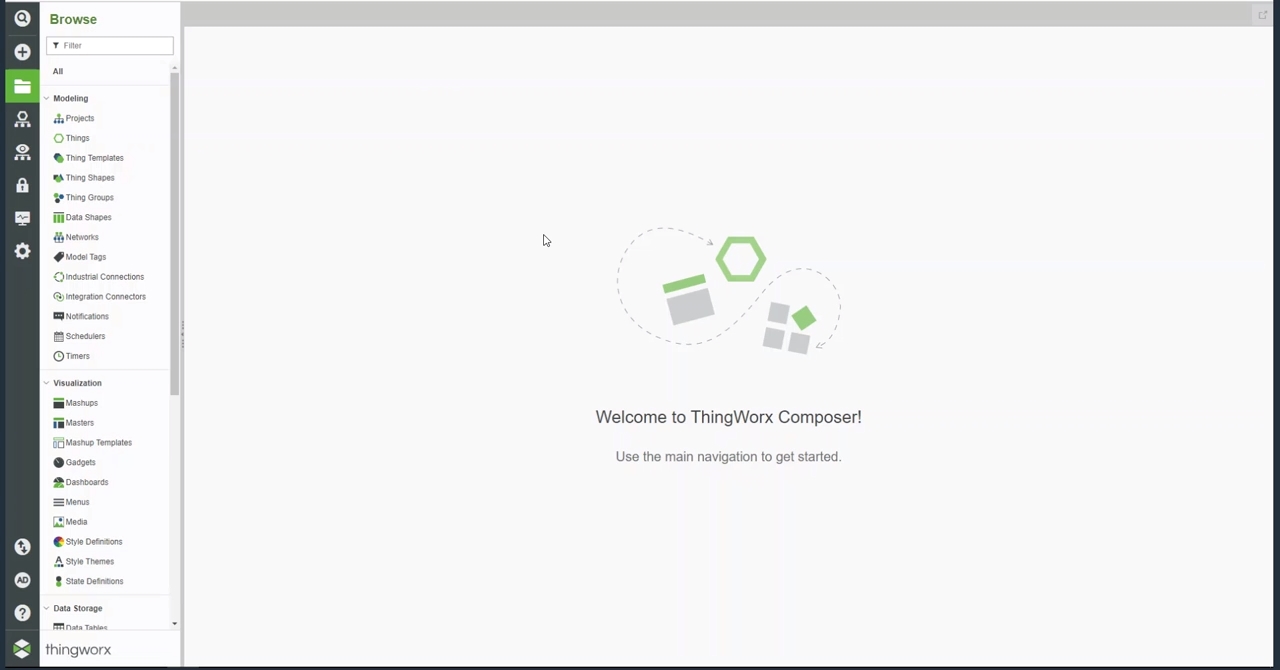 Browse
Filter
All
Modeling
Projects
Things
Thing Templates
Thing Shapes
Thing Groups
Data Shapes
Networks
Model Tags
Industrial Connections
Integration Connectors
Notifications
Schedulers
Timers
Visualization
Mashups
Masters
Mashup Templates
Gadgets
Dashboards
Menus
Media
Style Definitions
Style Themes
State Definitions
Data Storage
Data Tables
AD
?
thingworx
Welcome to ThingWorx Composer!
Use the main navigation to get started.